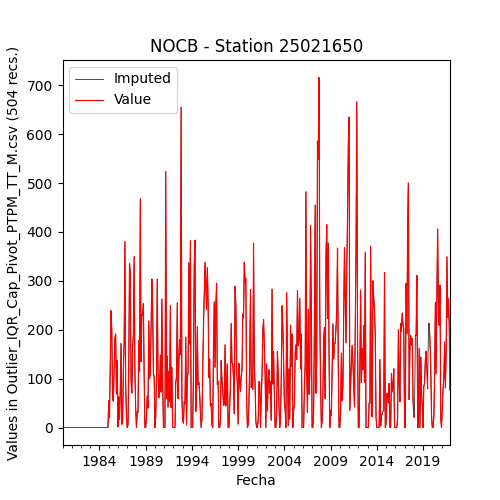 NOCB - Station 25021650
Imputed
Value
Values in Outlier_IQR_Cap_Pivot_PTPM_TT_M.csv (504 recs.)
700
600
500
400
300
200
100
0
1984 1989 1994 1999 2004 2009 2014 2019
Fecha